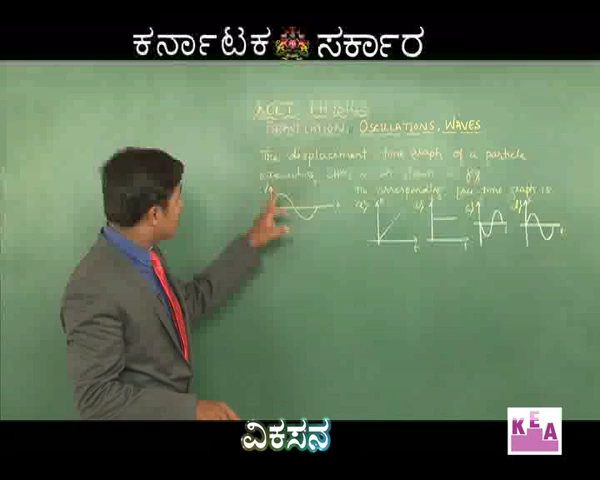 ಕರ್ನಾಟಕ ಸರ್ಕಾರ
PHYSICS
OSCILLATIONS, WAVES
The displacement - time graph of a particle
executing SHM is as shown in fig
The corresponding force-time graph is
a) b) c) d)
ವಿಕಸನ
KEA